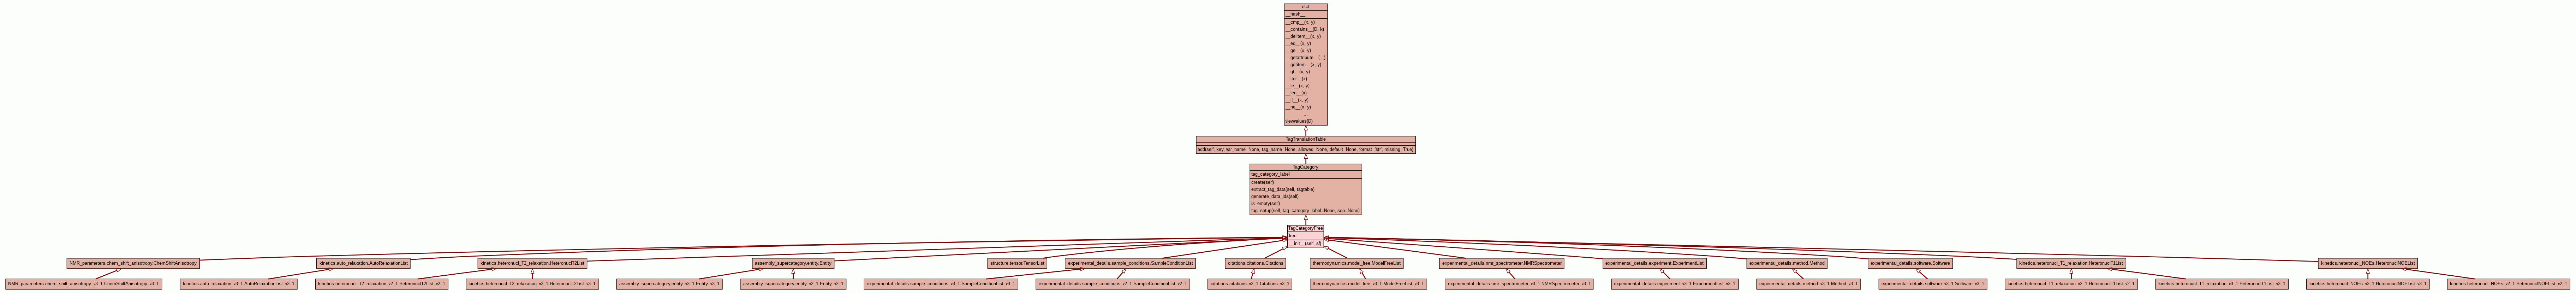 dict
__hash__
__cmp__(x, y)
__contains__(D, k)
__delitem__(x, y)
__eq__(x, y)
__ge__(x, y)
__getattribute__(...)
__getitem__(x, y)
__gt__(x, y)
__iter__(x)
__le__(x, y)
__len__(x)
__lt__(x, y)
__ne__(x, y)
...
viewvalues(D)
TagTranslationTable
add(self, key, var_name=None, tag_name=None, allowed=None, default=None, format='str', missing=True)
TagCategory
tag_category_label
create(self)
extract_tag_data(self, tagtable)
generate_data_ids(self)
is_empty(self)
tag_setup(self, tag_category_label=None, sep=None)
TagCategoryFree
free
__init__(self, sf)
NMR_parameters.chem_shift_anisotropy.ChemShiftAnisotropy
kinetics.auto_relaxation.AutoRelaxationList
kinetics.heteronucl_T2_relaxation.HeteronuclT2List
assembly_supercategory.entity.Entity
structure.tensor.TensorList
experimental_details.sample_conditions.SampleConditionList
citations.citations.Citations
thermodynamics.model_free.ModelFreeList
experimental_details.nmr_spectrometer.NMRSpectrometer
experimental_details.experiment.ExperimentList
experimental_details.method.Method
experimental_details.software.Software
kinetics.heteronucl_T1_relaxation.HeteronuclT1List
kinetics.heteronucl_NOEs.HeteronuclNOEList
NMR_parameters.chem_shift_anisotropy_v3_1.ChemShiftAnisotropy_v3_1
kinetics.auto_relaxation_v3_1.AutoRelaxationList_v3_1
kinetics.heteronucl_T2_relaxation_v2_1.HeteronuclT2List_v2_1
kinetics.heteronucl_T2_relaxation_v3_1.HeteronuclT2List_v3_1
assembly_supercategory.entity_v3_1.Entity_v3_1
assembly_supercategory.entity_v2_1.Entity_v2_1
experimental_details.sample_conditions_v3_1.SampleConditionList_v3_1
experimental_details.sample_conditions_v2_1.SampleConditionList_v2_1
citations.citations_v3_1.Citations_v3_1
thermodynamics.model_free_v3_1.ModelFreeList_v3_1
experimental_details.nmr_spectrometer_v3_1.NMRSpectrometer_v3_1
experimental_details.experiment_v3_1.ExperimentList_v3_1
experimental_details.method_v3_1.Method_v3_1
experimental_details.software_v3_1.Software_v3_1
kinetics.heteronucl_T1_relaxation_v2_1.HeteronuclT1List_v2_1
kinetics.heteronucl_T1_relaxation_v3_1.HeteronuclT1List_v3_1
kinetics.heteronucl_NOEs_v3_1.HeteronuclNOEList_v3_1
kinetics.heteronucl_NOEs_v2_1.HeteronuclNOEList_v2_1